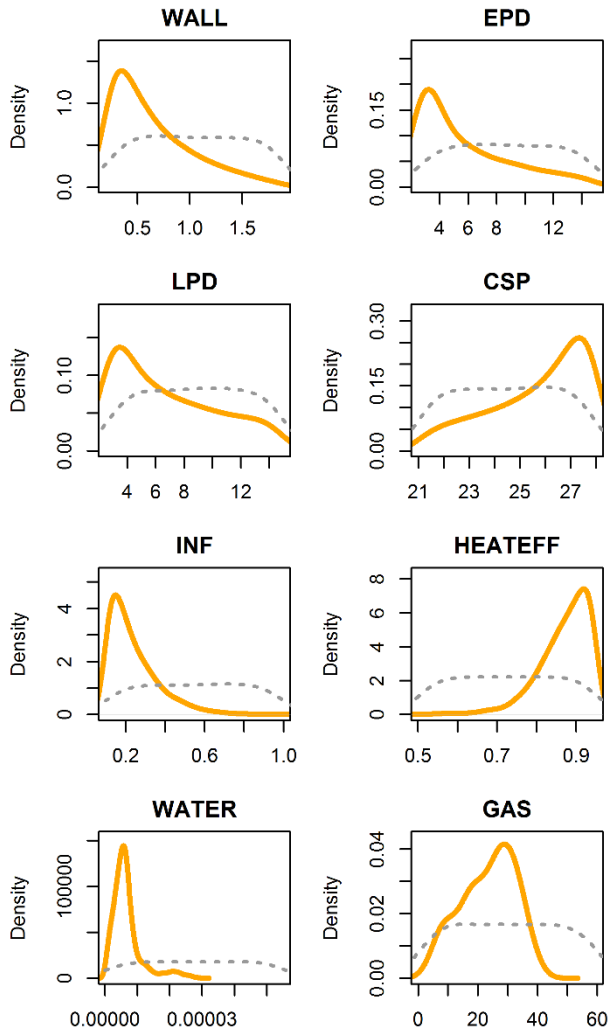 WALL
Density
0.0 1.0
0.5 1.0 1.5
EPD
Density
0.00 0.15
4 6 8 12
LPD
Density
0.00 0.10
4 6 8 12
CSP
Density
0.00 0.15 0.30
21 23 25 27
INF
Density
0 2 4
0.2 0.6 1.0
HEATEFF
Density
0 2 4 6 8
0.5 0.7 0.9
WATER
Density
0 100000
0.00000 0.00003
GAS
Density
0.00 0.02 0.04
0 20 40 60